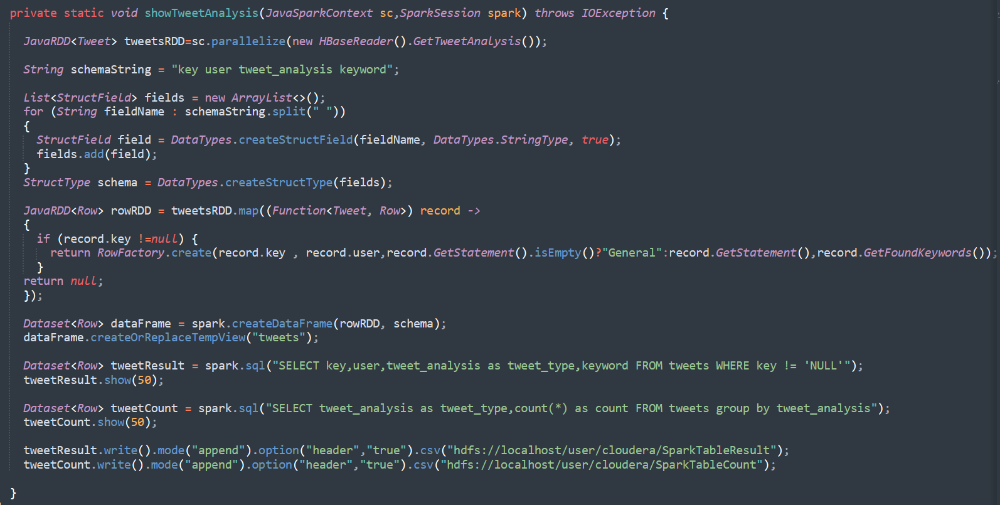 private static void showTweetAnalysis(JavaSparkContext sc,SparkSession spark) throws IOException {
JavaRDD<Tweet> tweetsRDD=sc.parallelize(new HBaseReader().GetTweetAnalysis());
String schemaString = "key user tweet_analysis keyword";
List<StructField> fields = new ArrayList<>();
for (String fieldName : schemaString.split(" "))
{
StructField field = DataTypes.createStructField(fieldName, DataTypes.StringType, true);
fields.add(field);
}
StructType schema = DataTypes.createStructType(fields);
JavaRDD<Row> rowRDD = tweetsRDD.map((Function<Tweet, Row>) record ->
{
if (record.key !=null) {
return RowFactory.create(record.key , record.user,record.GetStatement().isEmpty()?"General":record.GetStatement(),record.GetFoundKeywords());
}
return null;
});
Dataset<Row> dataFrame = spark.createDataFrame(rowRDD, schema);
dataFrame.createOrReplaceTempView("tweets");
Dataset<Row> tweetResult = spark.sql("SELECT key,user,tweet_analysis as tweet_type,keyword FROM tweets WHERE key != 'NULL'");
tweetResult.show(50);
Dataset<Row> tweetCount = spark.sql("SELECT tweet_analysis as tweet_type,count(*) as count FROM tweets group by tweet_analysis");
tweetCount.show(50);
tweetResult.write().mode("append").option("header","true").csv("hdfs://localhost/user/cloudera/SparkTableResult");
tweetCount.write().mode("append").option("header","true").csv("hdfs://localhost/user/cloudera/SparkTableCount");
}